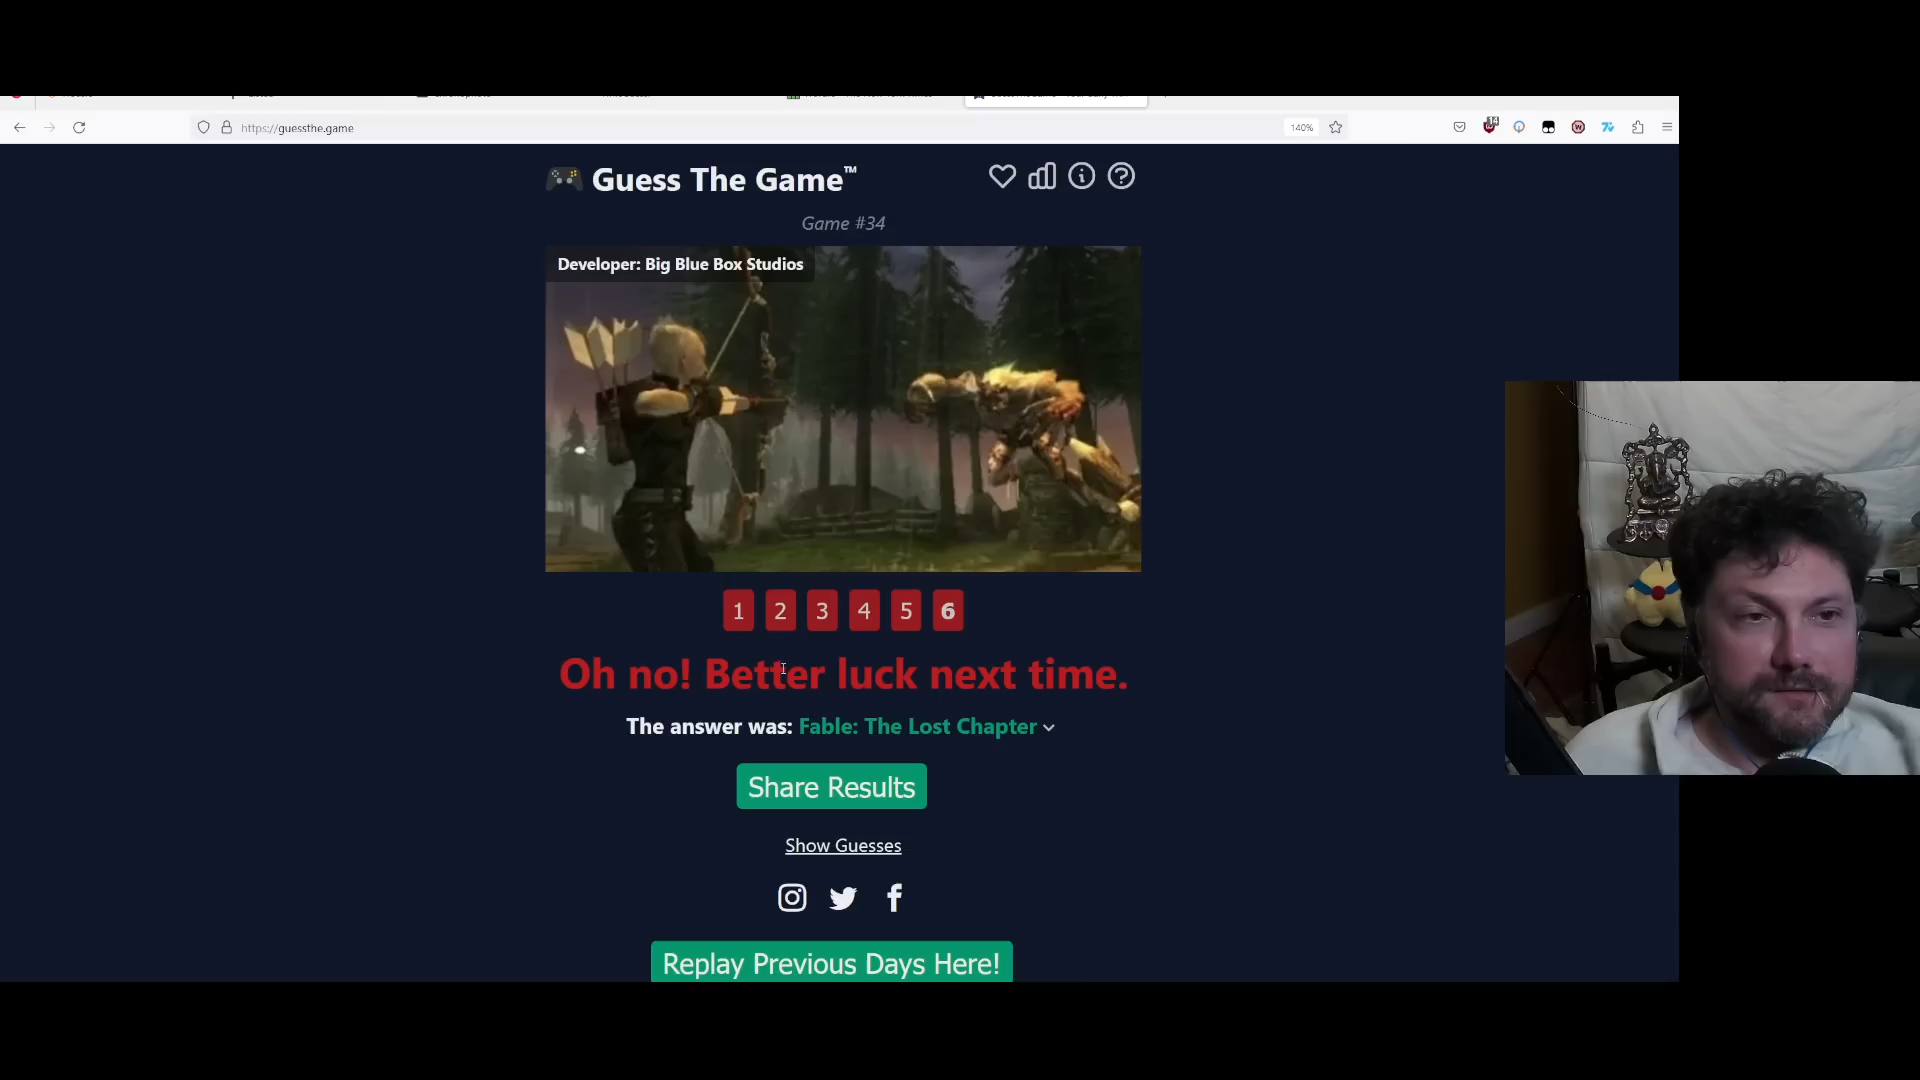 https://guessthe.game
140%
14
Guess The Game™
Game #34
Developer: Big Blue Box Studios
1 2 3 4 5 6
Oh no! Better luck next time.
The answer was: Fable: The Lost Chapter
Share Results
Show Guesses
Replay Previous Days Here!